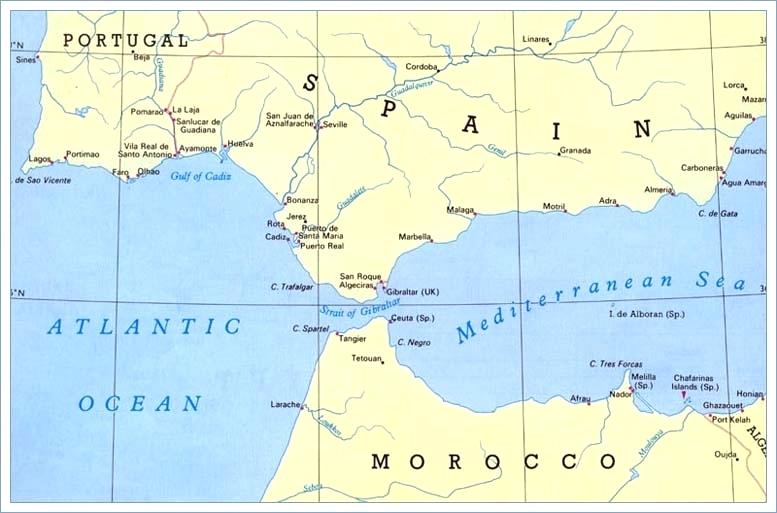 PORTUGAL
Linares
Sines
Beja
Guadiana
Cordoba
Guadalquivir
Lorca
Mazar
Aguilas
SPAIN
Pomarao
La Laja
Sanlucar de
Guadiana
San Juan de
Aznalfarache
Seville
Vila Real de
Santo Antonio
Ayamonte
Huelva
Genil
Granada
Garrucha
Lagos
Portimao
Faro
Olhao
Gulf of Cadiz
Carboneras
Agua Amarg
. de Sao Vicente
Almeria
Guadalete
Bonanza
Jerez
Rota
Puerto de
Santa Maria
Cadiz
Puerto Real
Malaga
Motril
Adra
C. de Gata
Marbella
San Roque
Algeciras
Gibraltar (UK)
C. Trafalgar
Mediterranean Sea
Strait of Gibraltar
Ceuta (Sp.)
I. de Alboran (Sp.)
ATLANTIC
OCEAN
C. Spartel
Tangier
C. Negro
Tetouan
C. Tres Forcas
Melilla
(Sp.)
Chafarinas
Islands (Sp.)
Nador
Afrau
Honian
Ghazaouet
Port Kelah
Larache
Loukkos
MOROCCO
Moulouya
ALGE
Oujda
Sebou